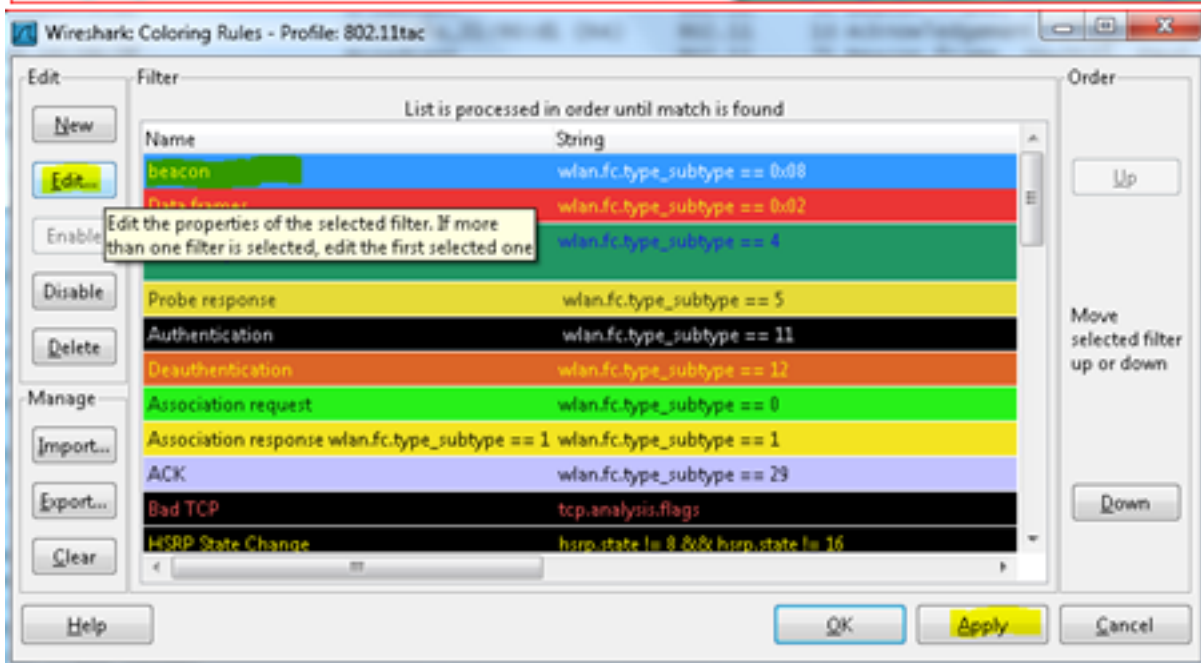 Wireshark: Coloring Rules - Profile: 802.11tac
Edit
Filter
Order
List is processed in order until match is found
New
Name String
Edit...
beacon wlan.fc.type_subtype == 0x08
Up
Data frames wlan.fc.type_subtype == 0x02
Edit the properties of the selected filter. If more
than one filter is selected, edit the first selected one
Enable
wlan.fc.type_subtype == 4
Disable
Probe response wlan.fc.type_subtype == 5
Authentication wlan.fc.type_subtype == 11
Move
selected filter
up or down
Delete
Deauthentication wlan.fc.type_subtype == 12
Manage
Association request wlan.fc.type_subtype == 0
Import...
Association response wlan.fc.type_subtype == 1 wlan.fc.type_subtype == 1
ACK wlan.fc.type_subtype == 29
Export...
Bad TCP tcp.analysis.flags
Down
HSRP State Change hsrp.state != 8 && hsrp.state != 16
Clear
Help
OK
Apply
Cancel